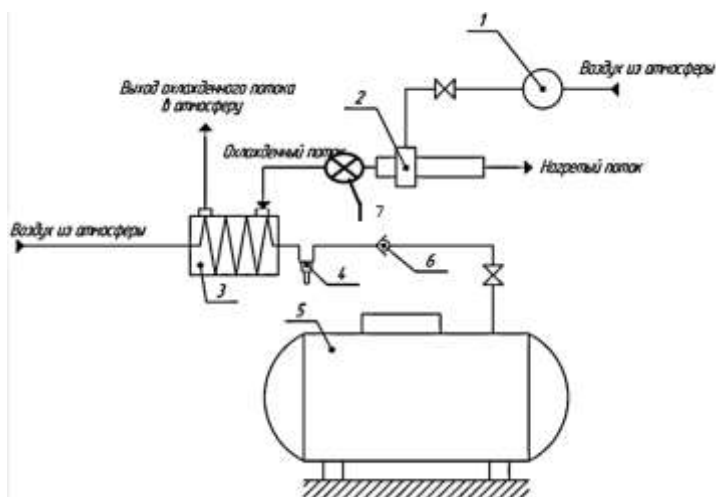 1
Воздух из атмосферы
Выход охлажденного потока
в атмосферу
2
Охлажденный поток
Нагретый поток
7
Воздух из атмосферы
3
4
6
5